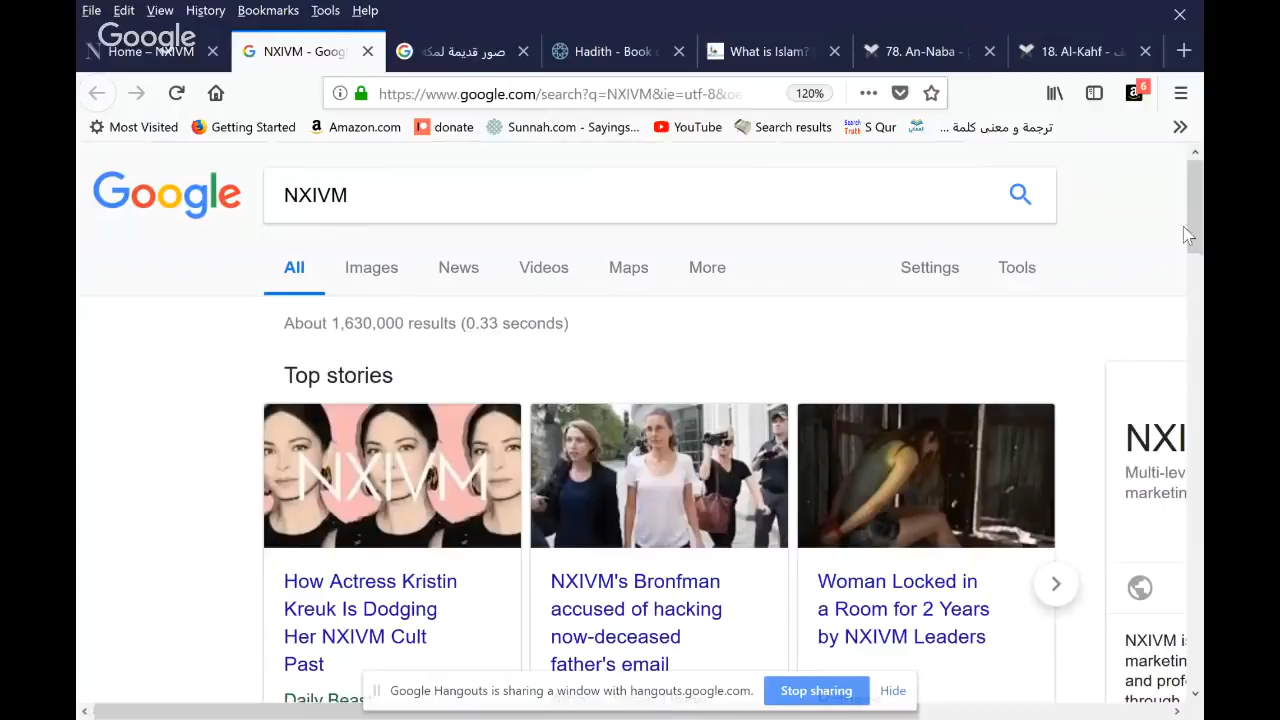 File Edit View History Bookmarks Tools Help
Google
Home – NXIVM
G NXIVM - Goog
صور قديمة لمك
Hadith - Book
What is Islam?
78. An-Naba -
18. Al-Kahf -
https://www.google.com/search?q=NXIVM&ie=utf-8&oe
120%
6
Most Visited Getting Started Amazon.com donate Sunnah.com - Sayings... YouTube Search results S Qur ترجمة و معنى كلمة ...
Google
NXIVM
All Images News Videos Maps More Settings Tools
About 1,630,000 results (0.33 seconds)
Top stories
NXIVM
How Actress Kristin
Kreuk Is Dodging
Her NXIVM Cult
Past
Daily Beast
NXIVM's Bronfman
accused of hacking
now-deceased
father's email
Woman Locked in
a Room for 2 Years
by NXIVM Leaders
NXI
Multi-lev
marketin
NXIVM i
marketin
and prof
through
Google Hangouts is sharing a window with hangouts.google.com. Stop sharing Hide